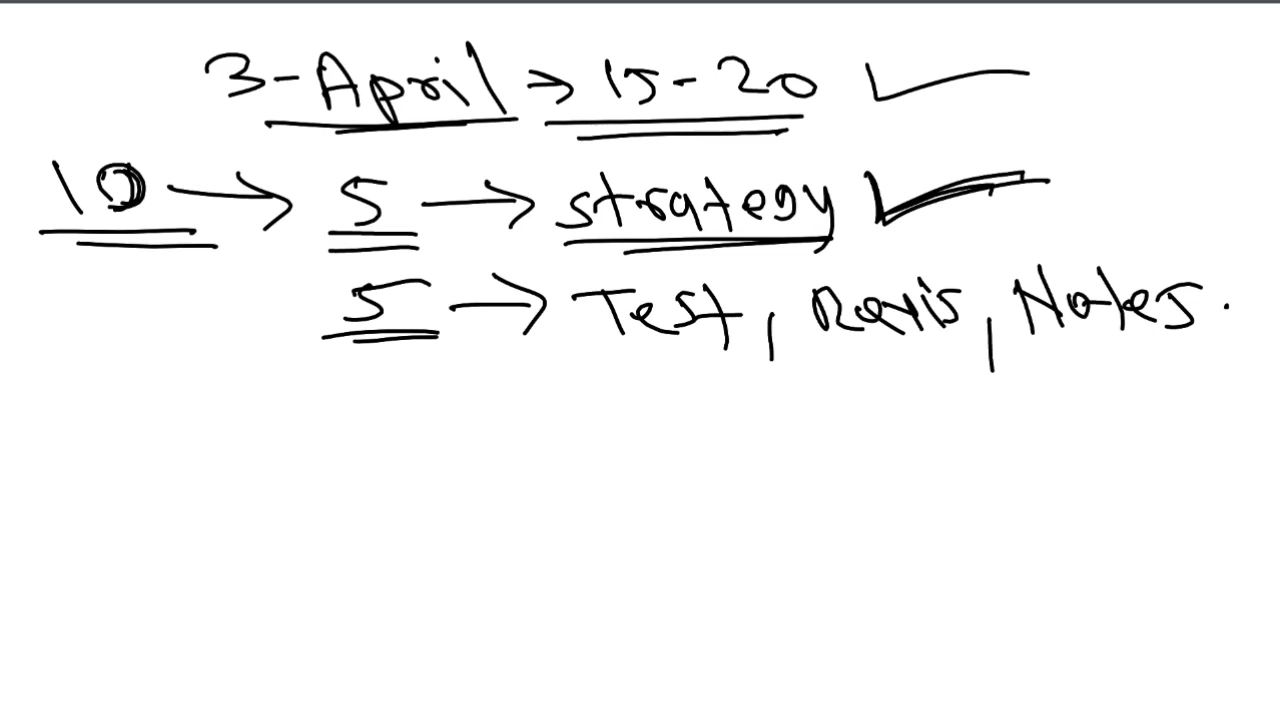 3-April → 15-20 ✓
10 → 5 → strategy ✓
5 → Test, Revis, Notes.